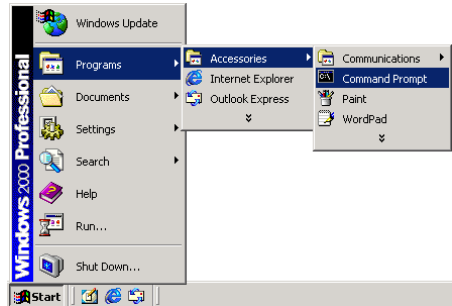 Windows 2000 Professional
Windows Update
Programs
Documents
Settings
Search
Help
Run...
Shut Down...
Accessories
Internet Explorer
Outlook Express
Communications
Command Prompt
Paint
WordPad
Start